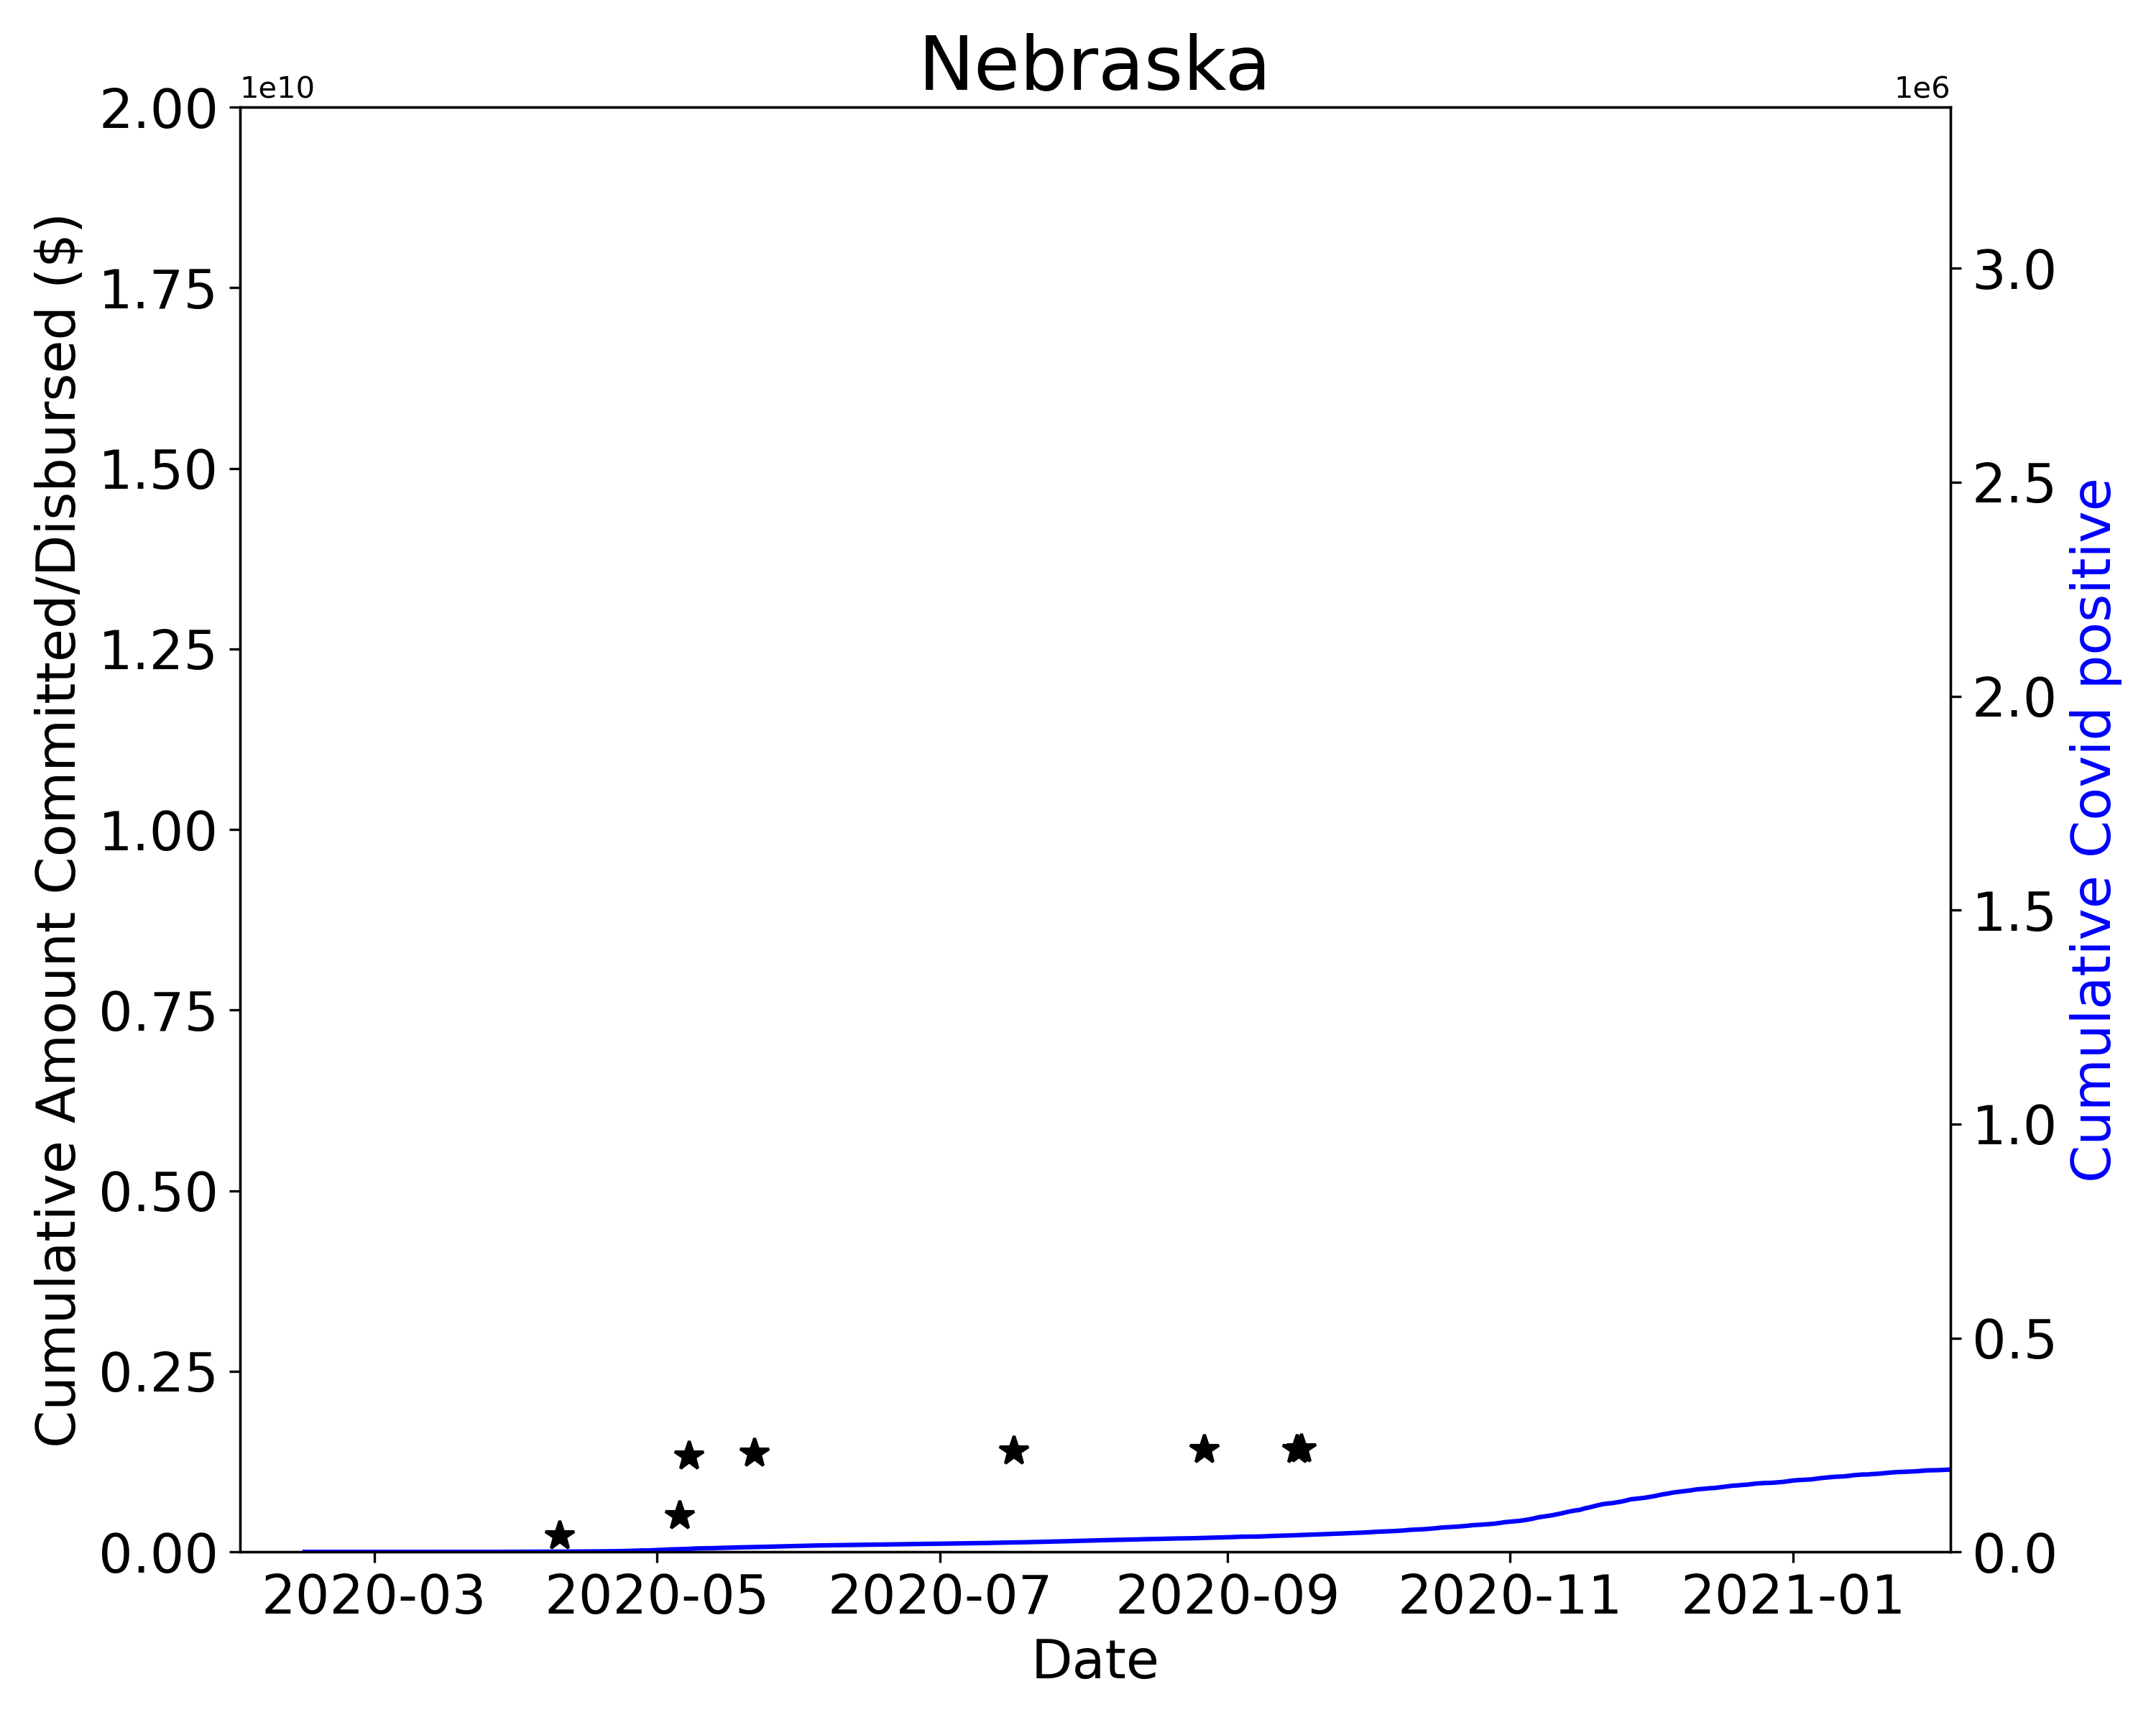 Nebraska
1e10
1e6
Cumulative Amount Committed/Disbursed ($)
2.00
1.75
1.50
1.25
1.00
0.75
0.50
0.25
0.00
3.0
2.5
2.0
1.5
1.0
0.5
0.0
Cumulative Covid positive
2020-03 2020-05 2020-07 2020-09 2020-11 2021-01
Date